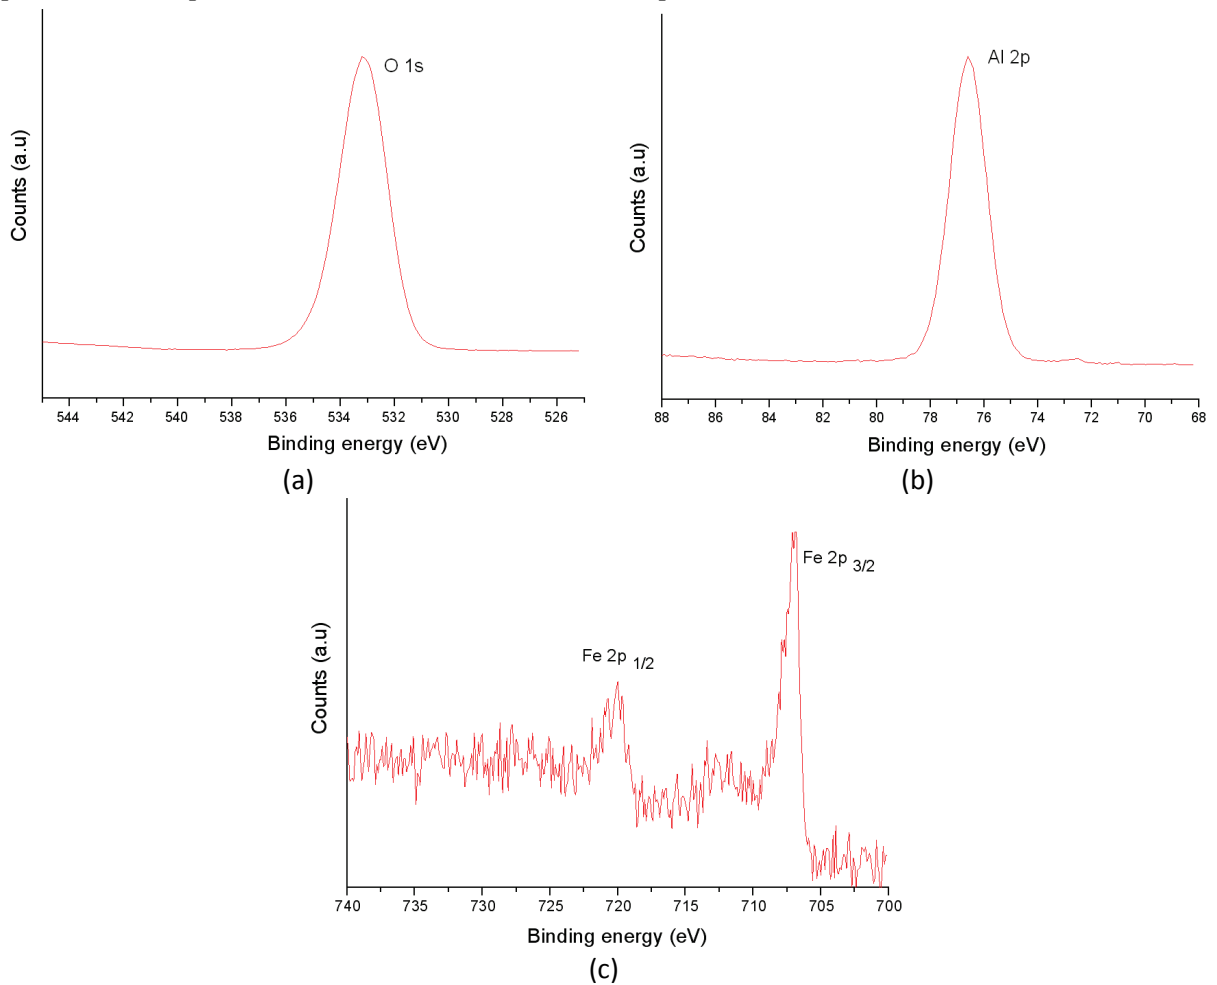 O 1s
Counts (a.u)
544 542 540 538 536 534 532 530 528 526
Binding energy (eV)
(a)
Al 2p
Counts (a.u)
88 86 84 82 80 78 76 74 72 70 68
Binding energy (eV)
(b)
Fe 2p 3/2
Fe 2p 1/2
Counts (a.u)
740 735 730 725 720 715 710 705 700
Binding energy (eV)
(c)